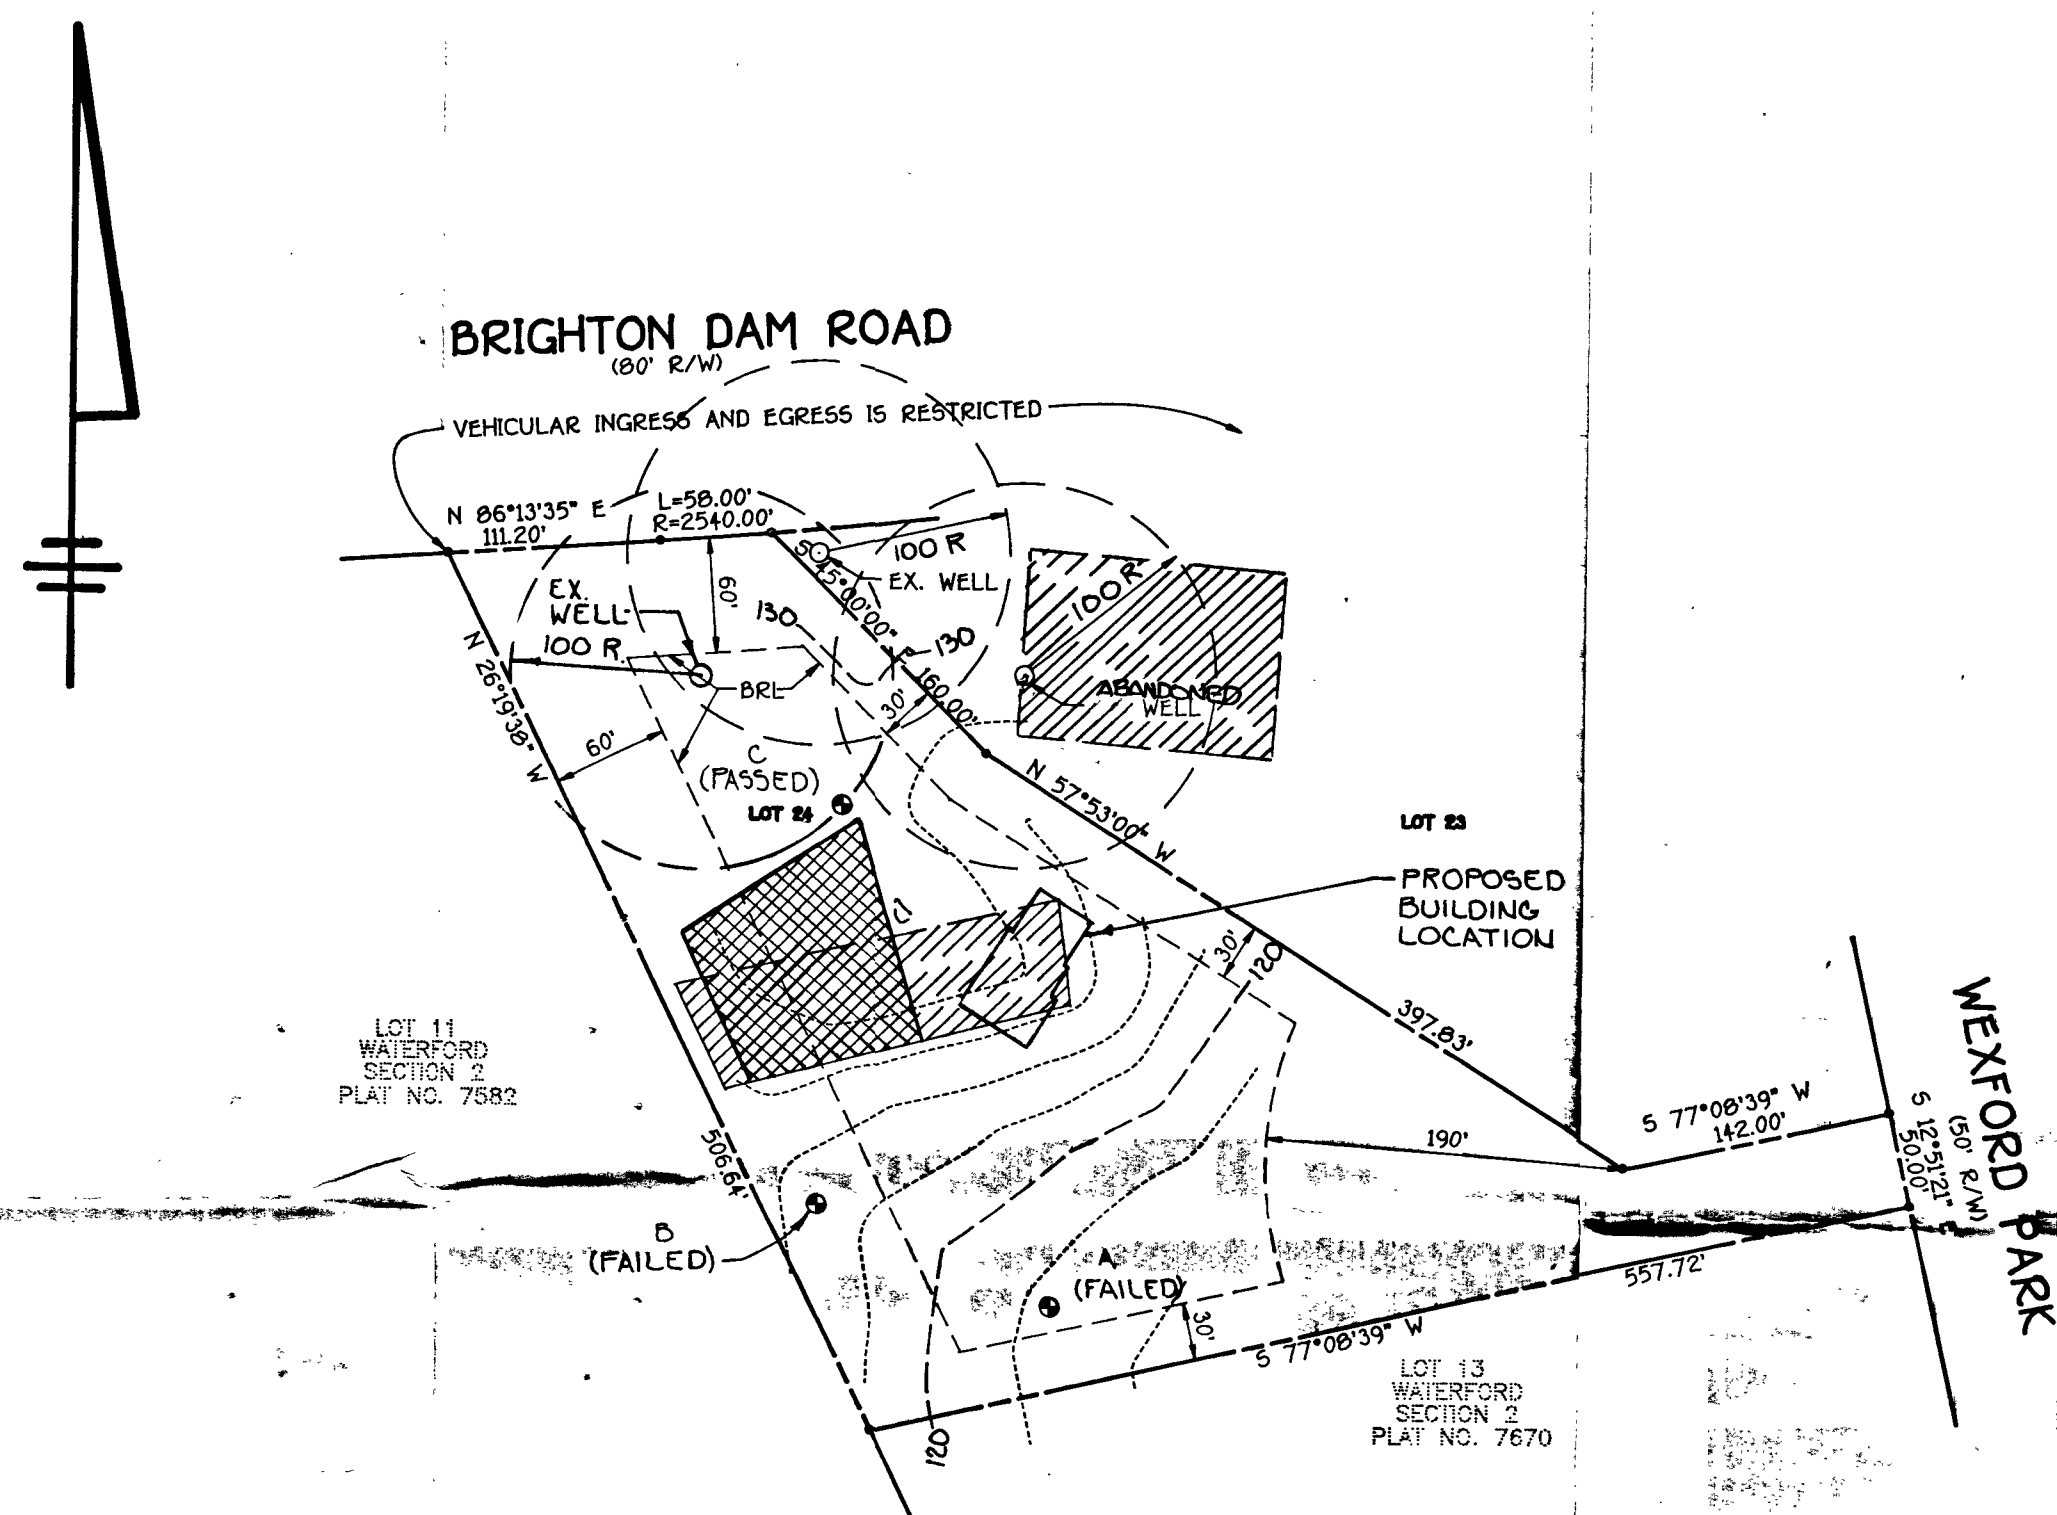 BRIGHTON DAM ROAD
(80' R/W)
VEHICULAR INGRESS AND EGRESS IS RESTRICTED
N 86°13'35" E
111.20'
L=58.00'
R=2540.00'
100 R
EX. WELL
S 45°00'00" E
160.00'
EX.
WELL
100 R.
60'
130
130
100 R
ABANDONED
WELL
BRL
30'
60'
N 26°19'38" W
506.64'
C
(PASSED)
LOT 24
N 57°53'00" W
397.83'
LOT 23
PROPOSED
BUILDING
LOCATION
30'
120
LOT 11
WATERFORD
SECTION 2
PLAT NO. 7582
190'
S 77°08'39" W
142.00'
S 12°51'21" E
50.00'
(50' R/W)
WEXFORD PARK
B
(FAILED)
A
(FAILED)
30'
S 77°08'39" W
557.72'
LOT 13
WATERFORD
SECTION 2
PLAT NO. 7670
120